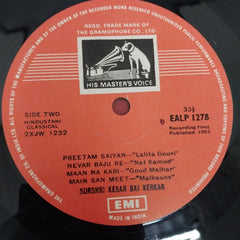 REGD. TRADE MARK OF
THE GRAMOPHONE CO., LTD.
HIS MASTER'S VOICE
SIDE TWO
HINDUSTANI
CLASSICAL
2XJW. 1232
33⅓
EALP 1278
Recording First
Published 1963
PREETAM SAIYAN—"Lalita Gouri"
NEVAR BAJU RE—"Nat Kamod"
MAAN NA KARI—"Goud Malhar"
MAIN SAN MEET—"Malkauns"
SURSHRI KESAR BAI KERKAR
EMI
MADE IN INDIA